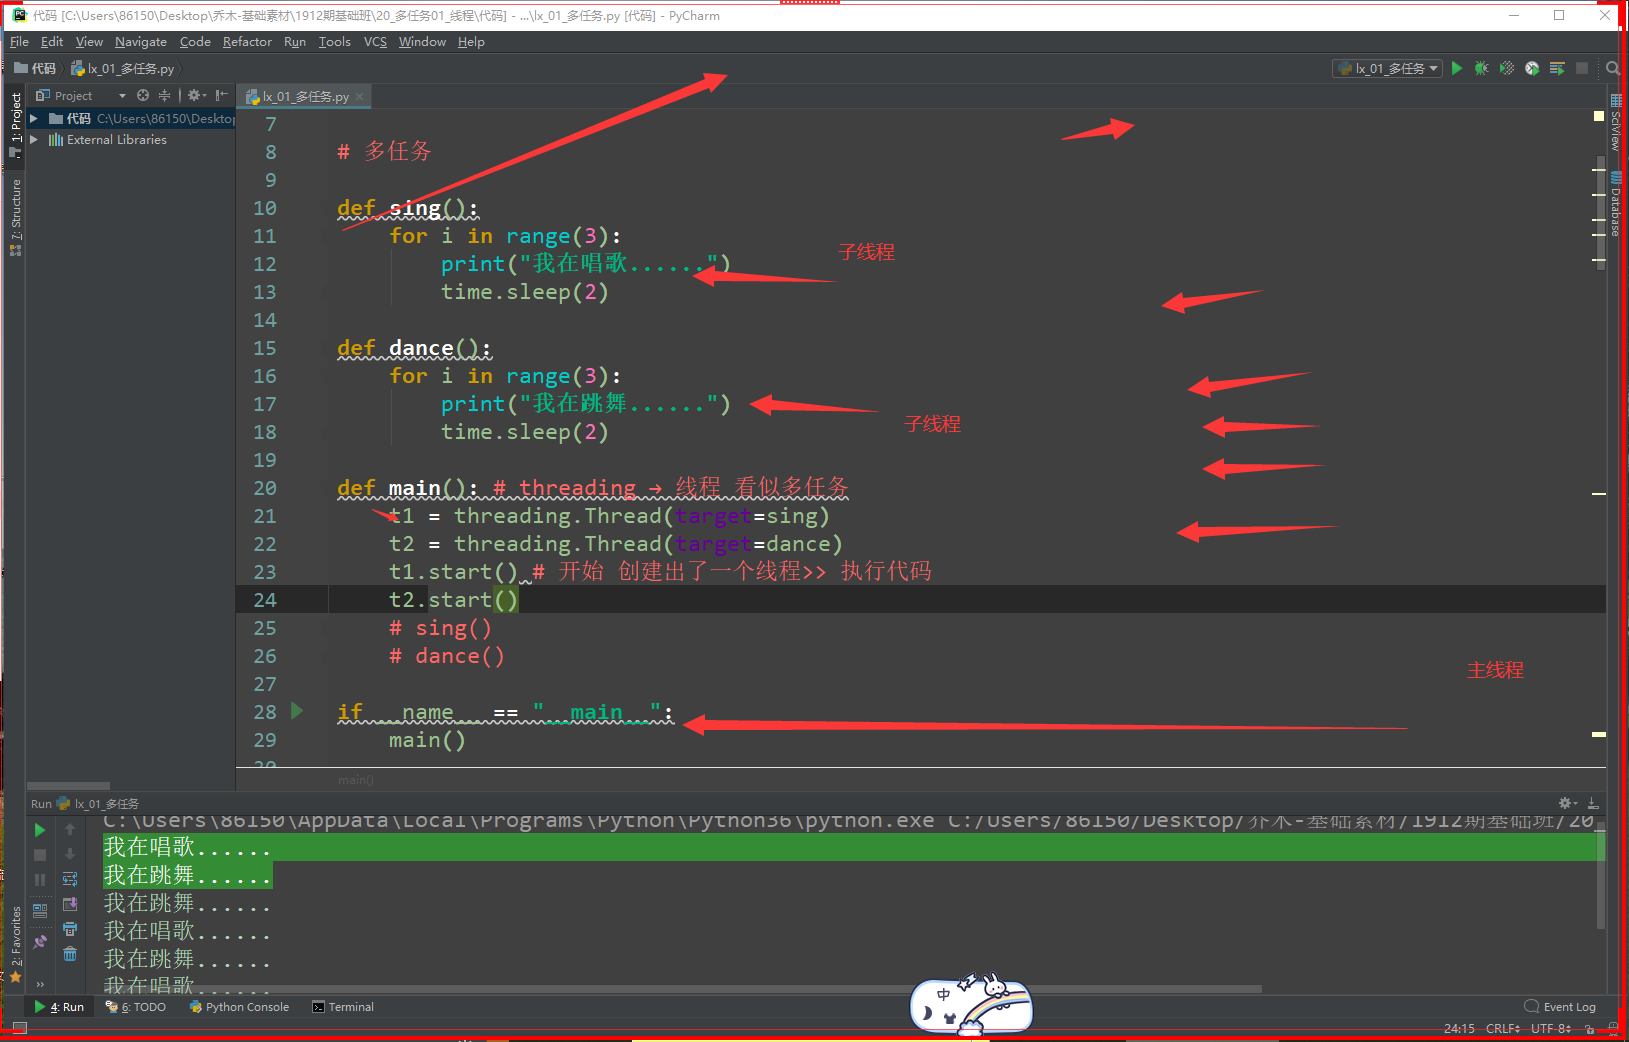 代码 [C:\Users\86150\Desktop\乔木-基础素材\1912期基础班\20_多任务01_线程\代码] - ...\lx_01_多任务.py [代码] - PyCharm
File Edit View Navigate Code Refactor Run Tools VCS Window Help
代码 lx_01_多任务.py lx_01_多任务
Project lx_01_多任务.py
代码 C:\Users\86150\Desktop
External Libraries
1: Project
7: Structure
2: Favorites
SciView
Database
7
8 # 多任务
9
10 def sing():
11 for i in range(3):
子线程
12 print("我在唱歌......")
13 time.sleep(2)
14
15 def dance():
16 for i in range(3):
17 print("我在跳舞......")
子线程
18 time.sleep(2)
19
20 def main(): # threading → 线程 看似多任务
21 t1 = threading.Thread(target=sing)
22 t2 = threading.Thread(target=dance)
23 t1.start() # 开始 创建出了一个线程>> 执行代码
24 t2.start()
25 # sing()
26 # dance()
主线程
27
28 if __name__ == "__main__":
29 main()
30
main()
Run lx_01_多任务
C:\Users\86150\AppData\Local\Programs\Python\Python36\python.exe C:/Users/86150/Desktop/乔木-基础素材/1912期基础班/20
我在唱歌......
我在跳舞......
我在跳舞......
我在唱歌......
我在跳舞......
我在唱歌......
中
4: Run 6: TODO Python Console Terminal Event Log
24:15 CRLF UTF-8